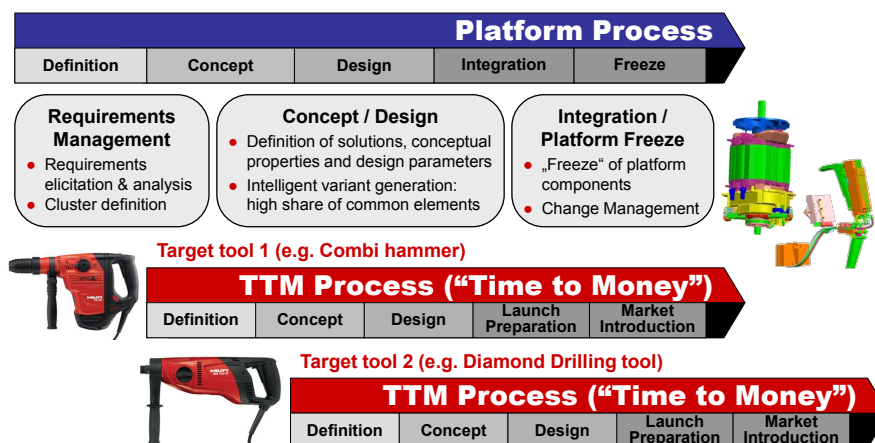 Platform Process
Definition Concept Design Integration Freeze
Requirements
Management
• Requirements
elicitation & analysis
• Cluster definition
Concept / Design
• Definition of solutions, conceptual
properties and design parameters
• Intelligent variant generation:
high share of common elements
Integration /
Platform Freeze
• „Freeze“ of platform
components
• Change Management
Target tool 1 (e.g. Combi hammer)
TTM Process (“Time to Money”)
Definition Concept Design Launch
Preparation Market
Introduction
HILTI
Target tool 2 (e.g. Diamond Drilling tool)
TTM Process (“Time to Money”)
Definition Concept Design Launch
Preparation Market
Introduction
HILTI